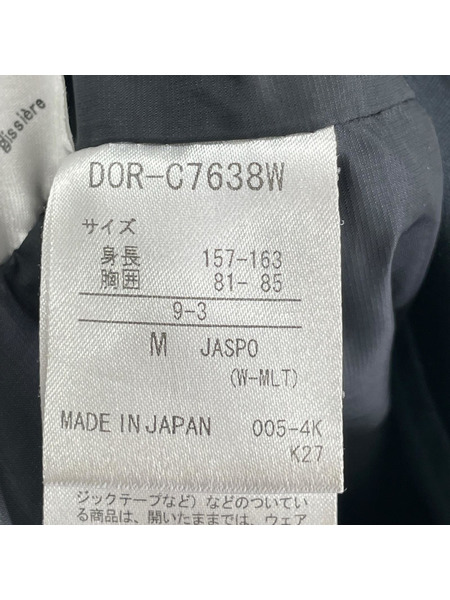 gissière
DOR-C7638W
サイズ
身長 157-163
胸囲 81- 85
9-3
M JASPO
(W-MLT)
MADE IN JAPAN 005-4K
K27
ジックテープなど）などのついてい
る商品は、開いたままでは、ウェア